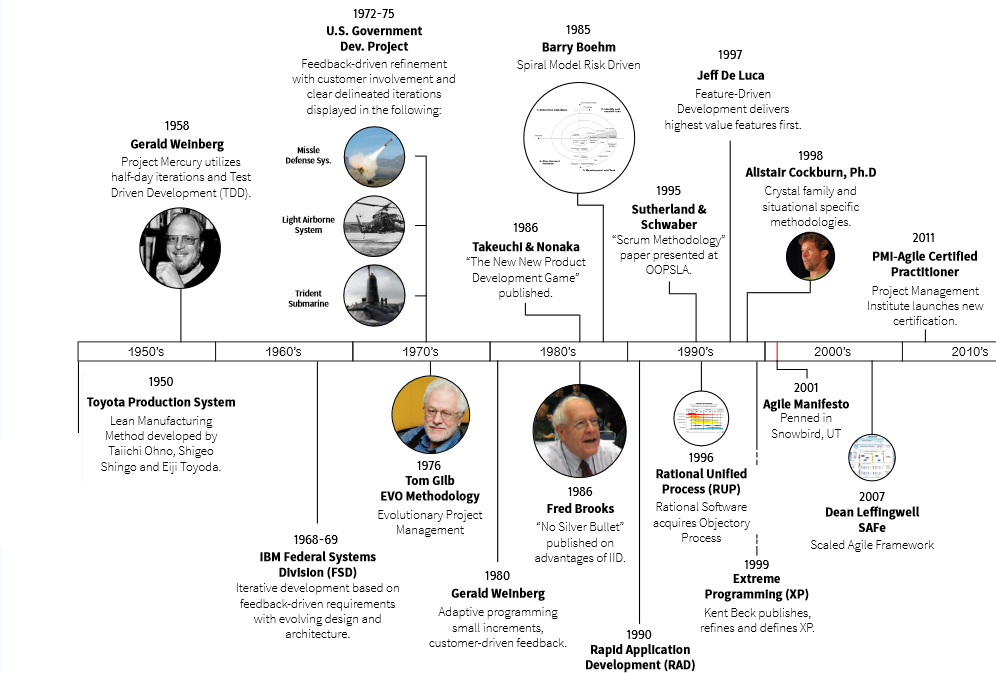 1972-75
U.S. Government
Dev. Project
Feedback-driven refinement
with customer involvement and
clear delineated iterations
displayed in the following:
Missle
Defense Sys.
Light Airborne
System
Trident
Submarine
1958
Gerald Weinberg
Project Mercury utilizes
half-day iterations and Test
Driven Development (TDD).
1985
Barry Boehm
Spiral Model Risk Driven
1986
Takeuchi & Nonaka
“The New New Product
Development Game”
published.
1995
Sutherland &
Schwaber
“Scrum Methodology”
paper presented at
OOPSLA.
1997
Jeff De Luca
Feature-Driven
Development delivers
highest value features first.
1998
Alistair Cockburn, Ph.D
Crystal family and
situational specific
methodologies.
2011
PMI-Agile Certified
Practitioner
Project Management
Institute launches new
certification.
1950's
1960's
1970's
1980's
1990's
2000's
2010's
1950
Toyota Production System
Lean Manufacturing
Method developed by
Taiichi Ohno, Shigeo
Shingo and Eiji Toyoda.
1968-69
IBM Federal Systems
Division (FSD)
Iterative development based on
feedback-driven requirements
with evolving design and
architecture.
1976
Tom Gilb
EVO Methodology
Evolutionary Project
Management
1980
Gerald Weinberg
Adaptive programming
small increments,
customer-driven feedback.
1986
Fred Brooks
“No Silver Bullet”
published on
advantages of IID.
1990
Rapid Application
Development (RAD)
1996
Rational Unified
Process (RUP)
Rational Software
acquires Objectory
Process
1999
Extreme
Programming (XP)
Kent Beck publishes,
refines and defines XP.
2001
Agile Manifesto
Penned in
Snowbird, UT
2007
Dean Leffingwell
SAFe
Scaled Agile Framework